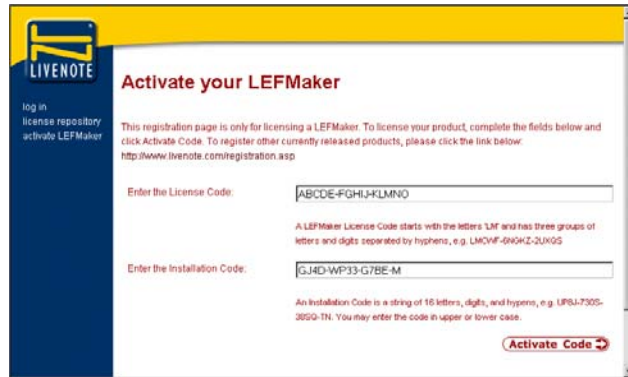 LIVENOTE
log in
license repository
activate LEFMaker
Activate your LEFMaker
This registration page is only for licensing a LEFMaker. To license your product, complete the fields below and
click Activate Code. To register other currently released products, please click the link below:
http://www.livenote.com/registration.asp
Enter the License Code:
ABCDE-FGHIJ-KLMNO
A LEFMaker License Code starts with the letters 'LM' and has three groups of
letters and digits separated by hyphens, e.g. LMCWF-6NGKZ-2UXGS
Enter the Installation Code:
GJ4D-WP33-G7BE-M
An Installation Code is a string of 16 letters, digits, and hypens, e.g. UP8J-730S-
38SQ-TN. You may enter the code in upper or lower case.
Activate Code